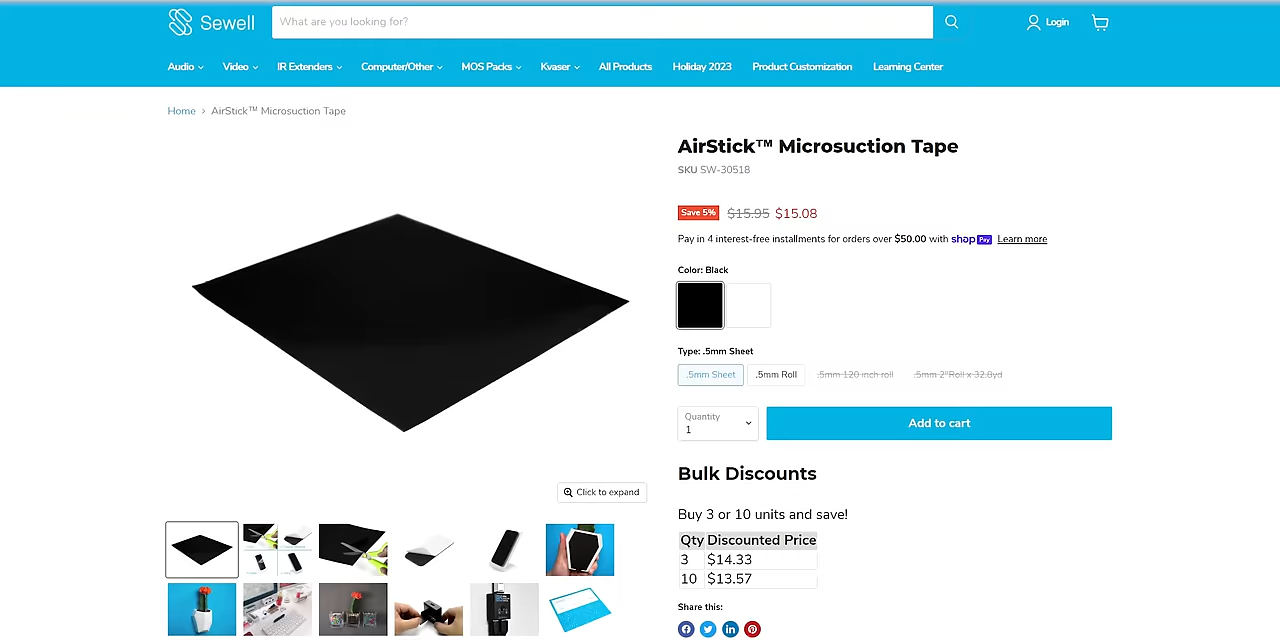 Sewell
What are you looking for?
Login
Audio Video IR Extenders Computer/Other MOS Packs Kvaser All Products Holiday 2023 Product Customization Learning Center
Home > AirStick™ Microsuction Tape
AirStick™ Microsuction Tape
SKU SW-30518
Save 5% $15.95 $15.08
Pay in 4 interest-free installments for orders over $50.00 with shop Pay Learn more
Color: Black
Type: .5mm Sheet
.5mm Sheet .5mm Roll .5mm 120 inch roll .5mm 2"Roll x 32.8yd
Quantity
1
Add to cart
Bulk Discounts
Click to expand
Buy 3 or 10 units and save!
Qty Discounted Price
3 $14.33
10 $13.57
Share this: